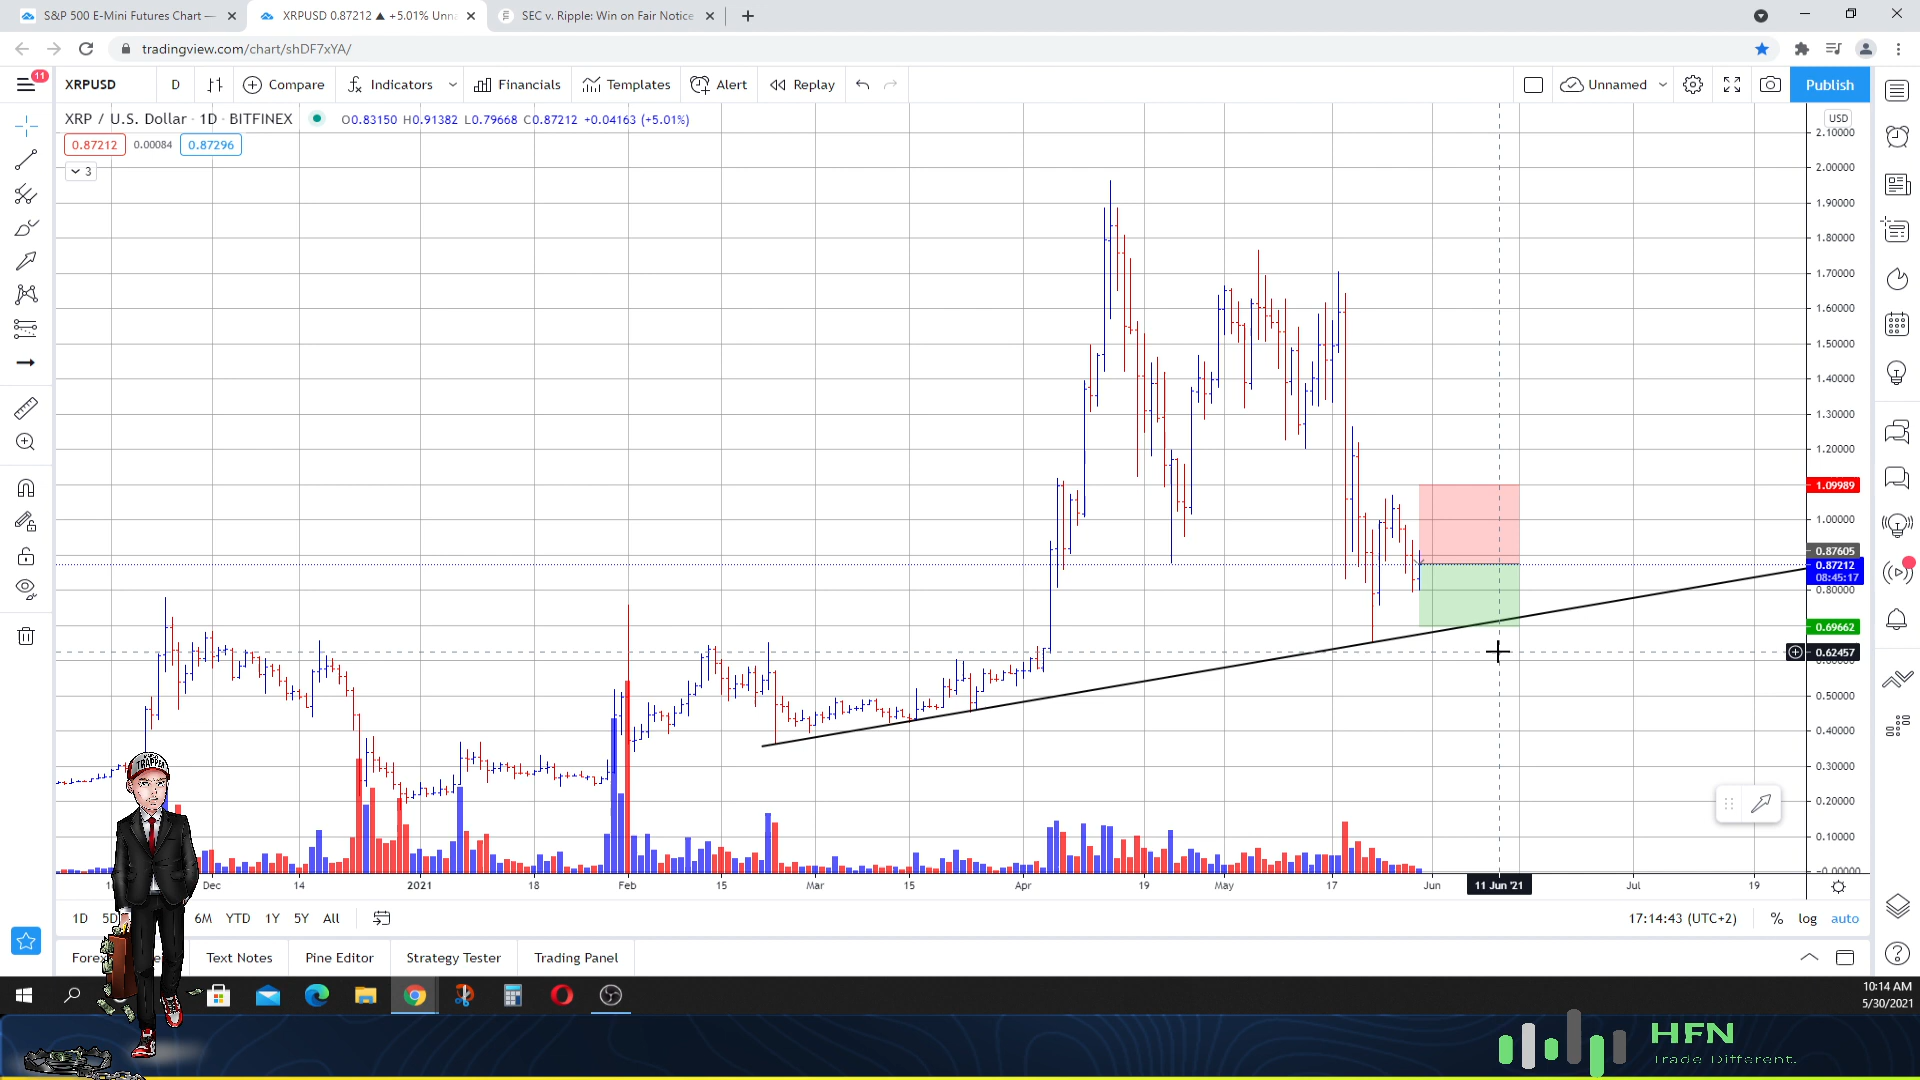 S&P 500 E-Mini Futures Chart —
XRPUSD 0.87212 ▲ +5.01% Unna
SEC v. Ripple: Win on Fair Notice
tradingview.com/chart/shDF7xYA/
11
XRPUSD
D
Compare
Indicators
Financials
Templates
Alert
Replay
Unnamed
Publish
XRP / U.S. Dollar · 1D · BITFINEX
O0.83150 H0.91382 L0.79668 C0.87212 +0.04163 (+5.01%)
0.87212
0.00084
0.87296
3
USD
2.10000
2.00000
1.90000
1.80000
1.70000
1.60000
1.50000
1.40000
1.30000
1.20000
1.09989
1.00000
0.87605
0.87212
08:45:17
0.80000
0.69662
0.62457
0.50000
0.40000
0.30000
0.20000
0.10000
-0.00000
Dec
14
2021
18
Feb
15
Mar
15
Apr
19
May
17
Jun
11 Jun '21
Jul
19
1D
5D
6M
YTD
1Y
5Y
All
17:14:43 (UTC+2)
%
log
auto
Text Notes
Pine Editor
Strategy Tester
Trading Panel
TRAPPER
10:14 AM
5/30/2021
HFN
Trade Different.